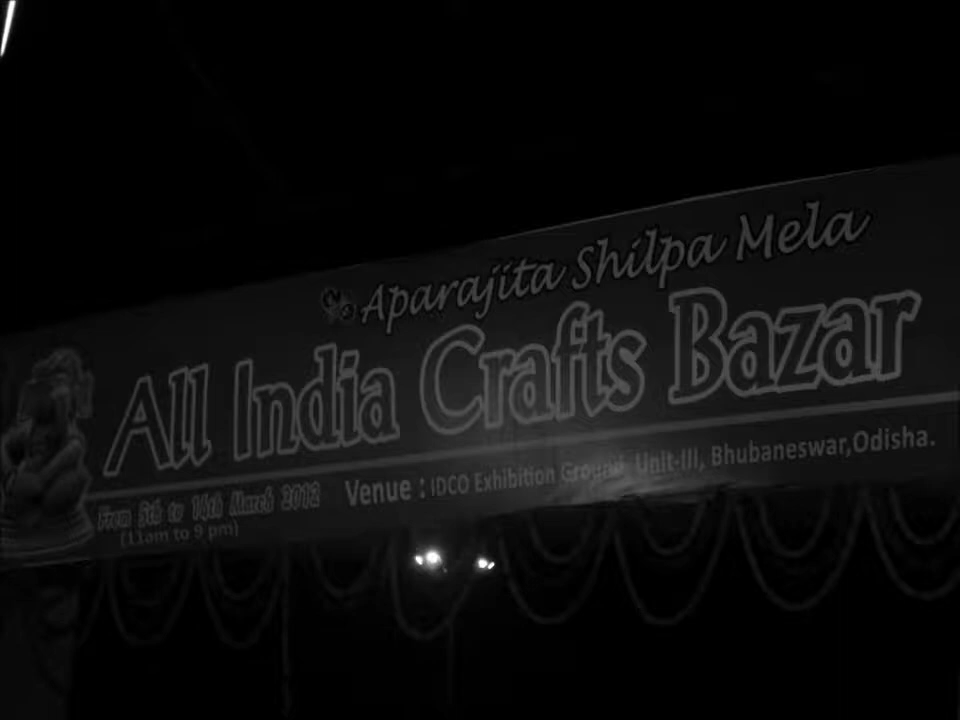 Aparajita Shilpa Mela
All India Crafts Bazar
From 5th to 14th March 2012
(11am to 9 pm)
Venue : IDCO Exhibition Ground, Unit-III, Bhubaneswar,Odisha.